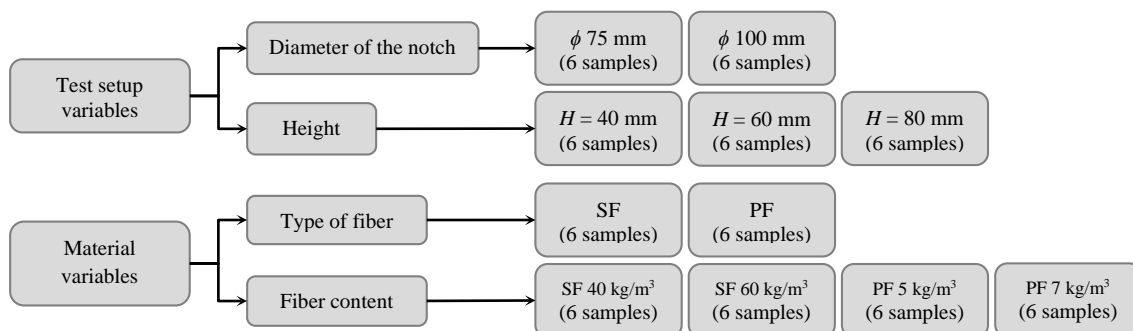 Test setup
variables
Diameter of the notch
ϕ 75 mm
(6 samples)
ϕ 100 mm
(6 samples)
Height
H = 40 mm
(6 samples)
H = 60 mm
(6 samples)
H = 80 mm
(6 samples)
Material
variables
Type of fiber
SF
(6 samples)
PF
(6 samples)
Fiber content
SF 40 kg/m³
(6 samples)
SF 60 kg/m³
(6 samples)
PF 5 kg/m³
(6 samples)
PF 7 kg/m³
(6 samples)